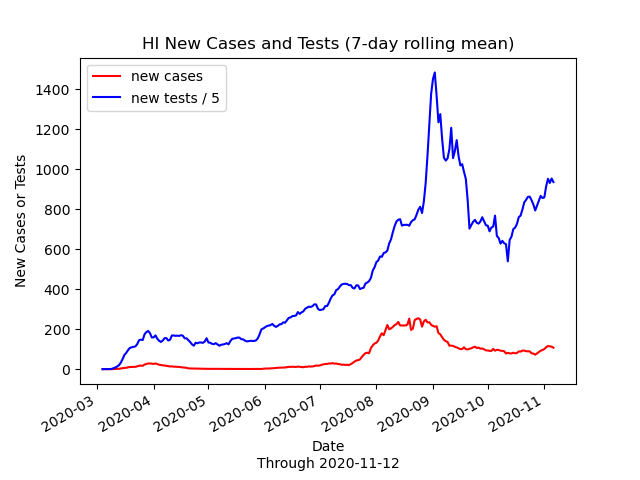 HI New Cases and Tests (7-day rolling mean)
new cases
new tests / 5
New Cases or Tests
1400
1200
1000
800
600
400
200
0
2020-03
2020-04
2020-05
2020-06
2020-07
2020-08
2020-09
2020-10
2020-11
Date
Through 2020-11-12